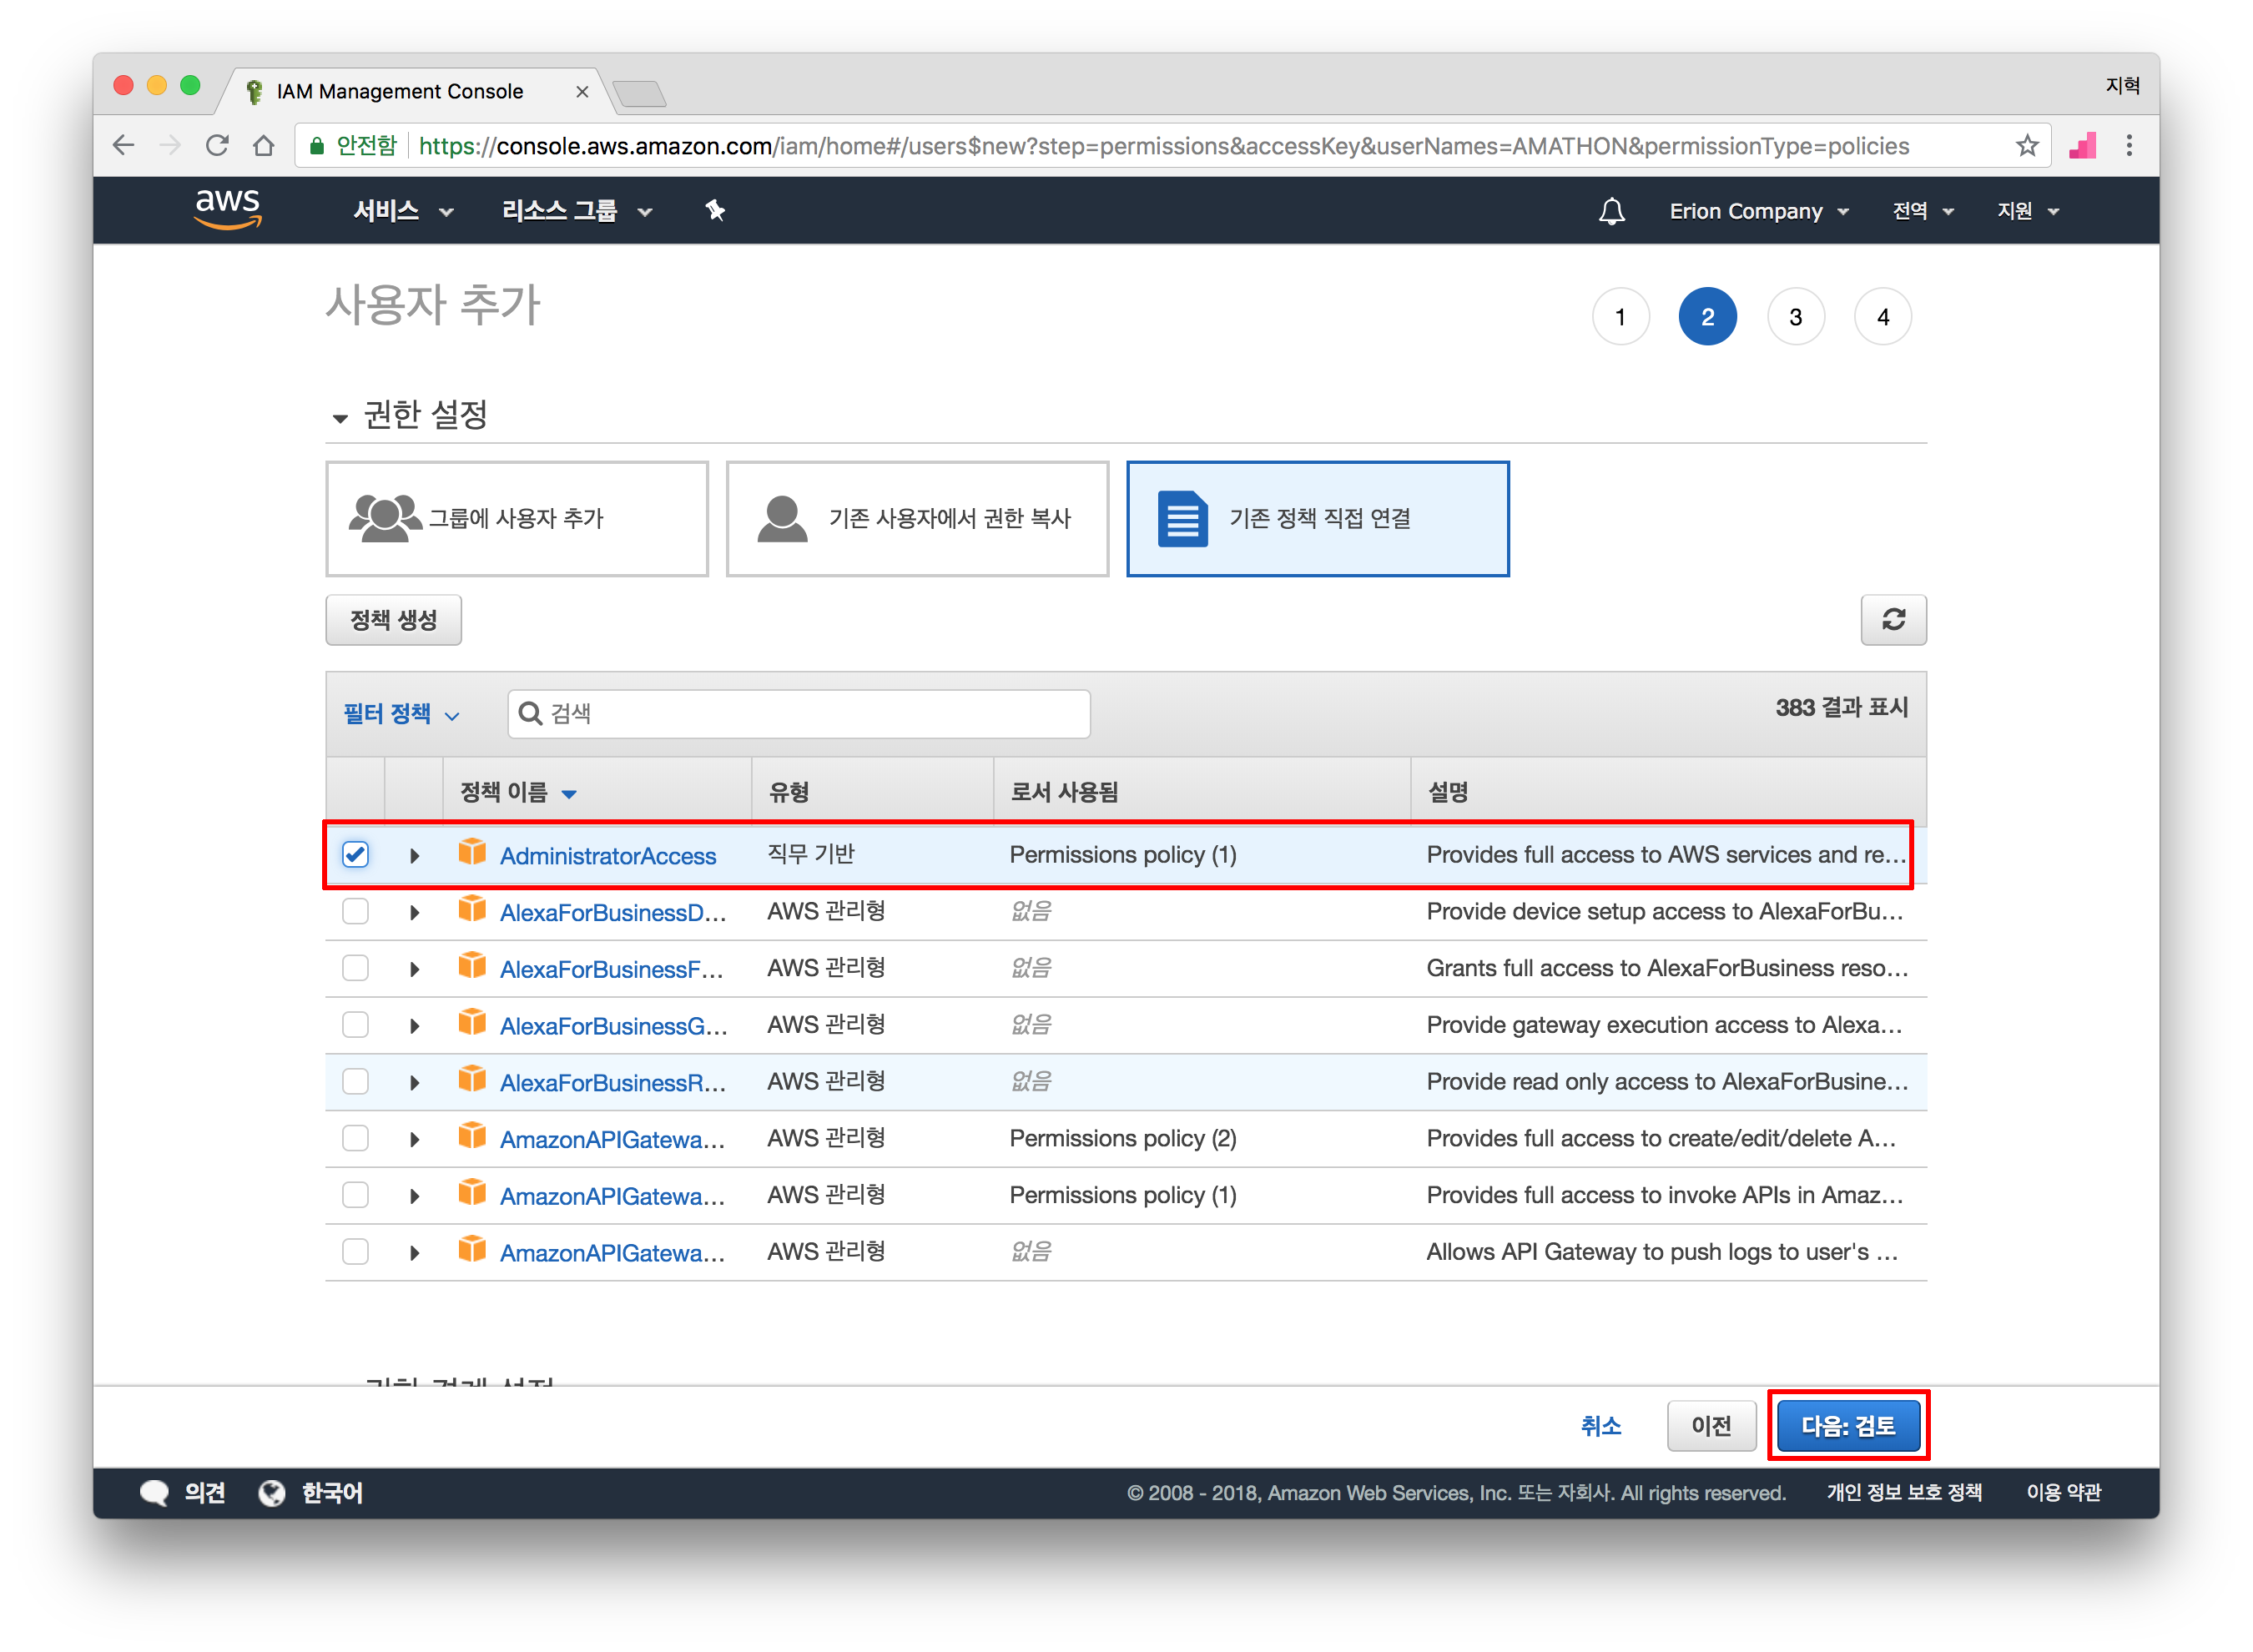 IAM Management Console
지혁
안전함 https://console.aws.amazon.com/iam/home#/users$new?step=permissions&accessKey&userNames=AMATHON&permissionType=policies
aws 서비스 리소스 그룹 Erion Company 전역 지원
사용자 추가 1 2 3 4
권한 설정
그룹에 사용자 추가 기존 사용자에서 권한 복사 기존 정책 직접 연결
정책 생성
필터 정책 검색 383 결과 표시
정책 이름 유형 로서 사용됨 설명
AdministratorAccess 직무 기반 Permissions policy (1) Provides full access to AWS services and re...
AlexaForBusinessD... AWS 관리형 없음 Provide device setup access to AlexaForBu...
AlexaForBusinessF... AWS 관리형 없음 Grants full access to AlexaForBusiness reso...
AlexaForBusinessG... AWS 관리형 없음 Provide gateway execution access to Alexa...
AlexaForBusinessR... AWS 관리형 없음 Provide read only access to AlexaForBusine...
AmazonAPIGatewa... AWS 관리형 Permissions policy (2) Provides full access to create/edit/delete A...
AmazonAPIGatewa... AWS 관리형 Permissions policy (1) Provides full access to invoke APIs in Amaz...
AmazonAPIGatewa... AWS 관리형 없음 Allows API Gateway to push logs to user's ...
권한 경계 설정
취소 이전 다음: 검토
의견 한국어 © 2008 - 2018, Amazon Web Services, Inc. 또는 자회사. All rights reserved. 개인 정보 보호 정책 이용 약관